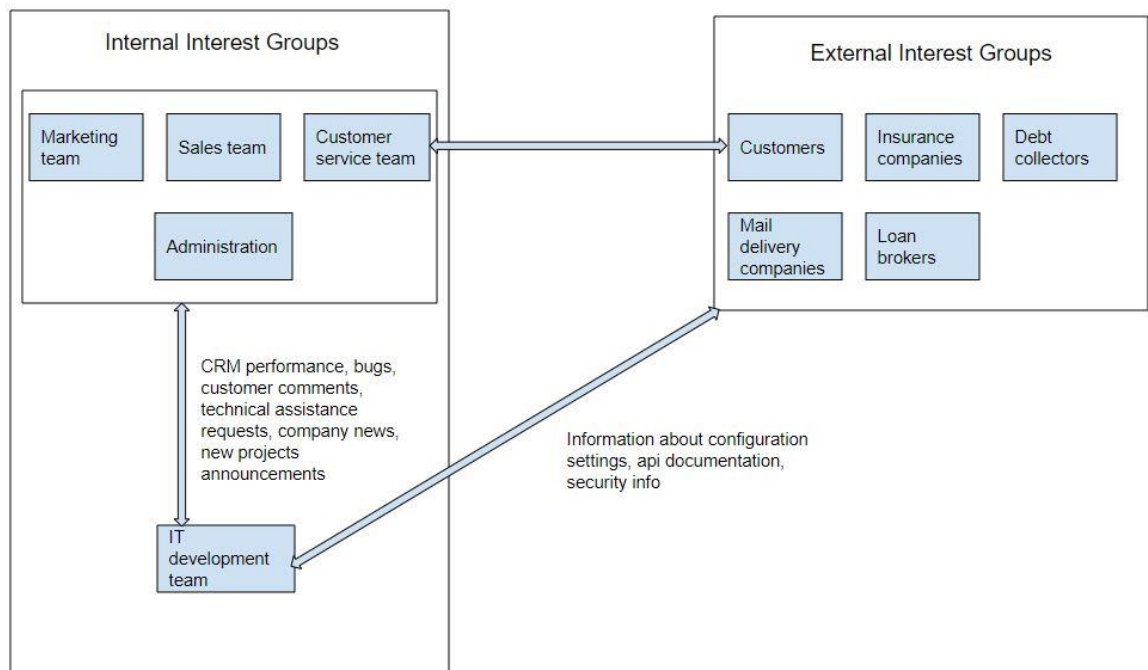 Internal Interest Groups
Marketing
team
Sales team
Customer
service team
Administration
CRM performance, bugs,
customer comments,
technical assistance
requests, company news,
new projects
announcements
IT
development
team
External Interest Groups
Customers
Insurance
companies
Debt
collectors
Mail
delivery
companies
Loan
brokers
Information about configuration
settings, api documentation,
security info